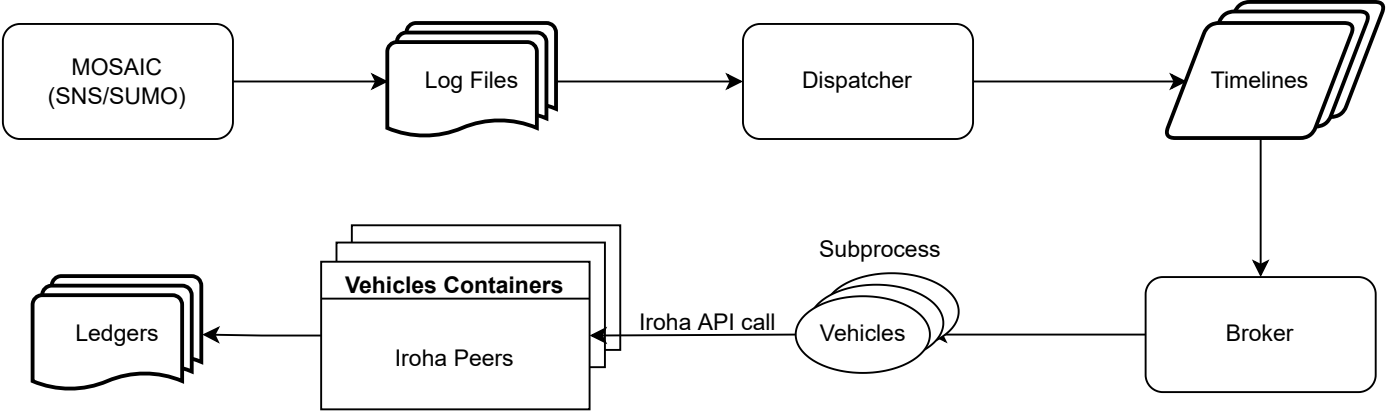 MOSAIC
(SNS/SUMO)
Log Files
Dispatcher
Timelines
Subprocess
Vehicles Containers
Ledgers
Iroha Peers
Iroha API call
Vehicles
Broker